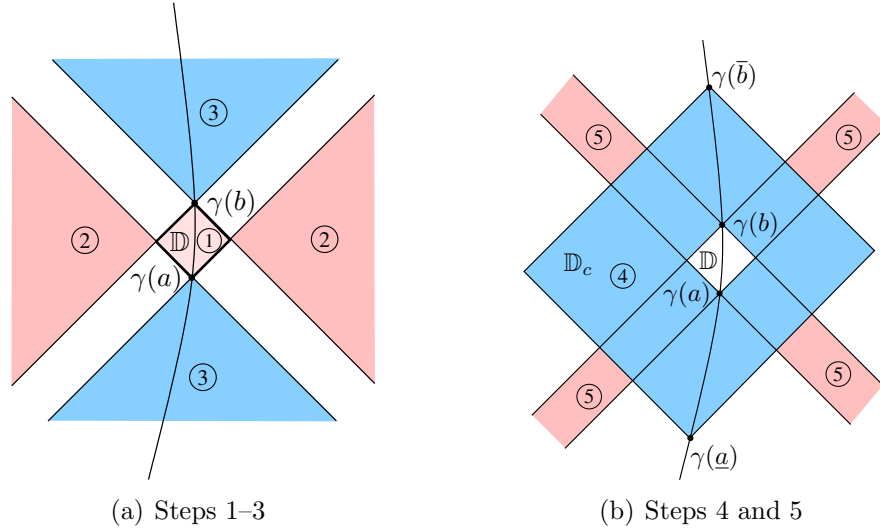 ③
γ(b)
② 𝔻 ① ②
γ(a)
③
(a) Steps 1–3
γ(b̅)
⑤ ⑤
γ(b)
𝔻_c ④ 𝔻
γ(a)
⑤ ⑤
γ(a̲)
(b) Steps 4 and 5